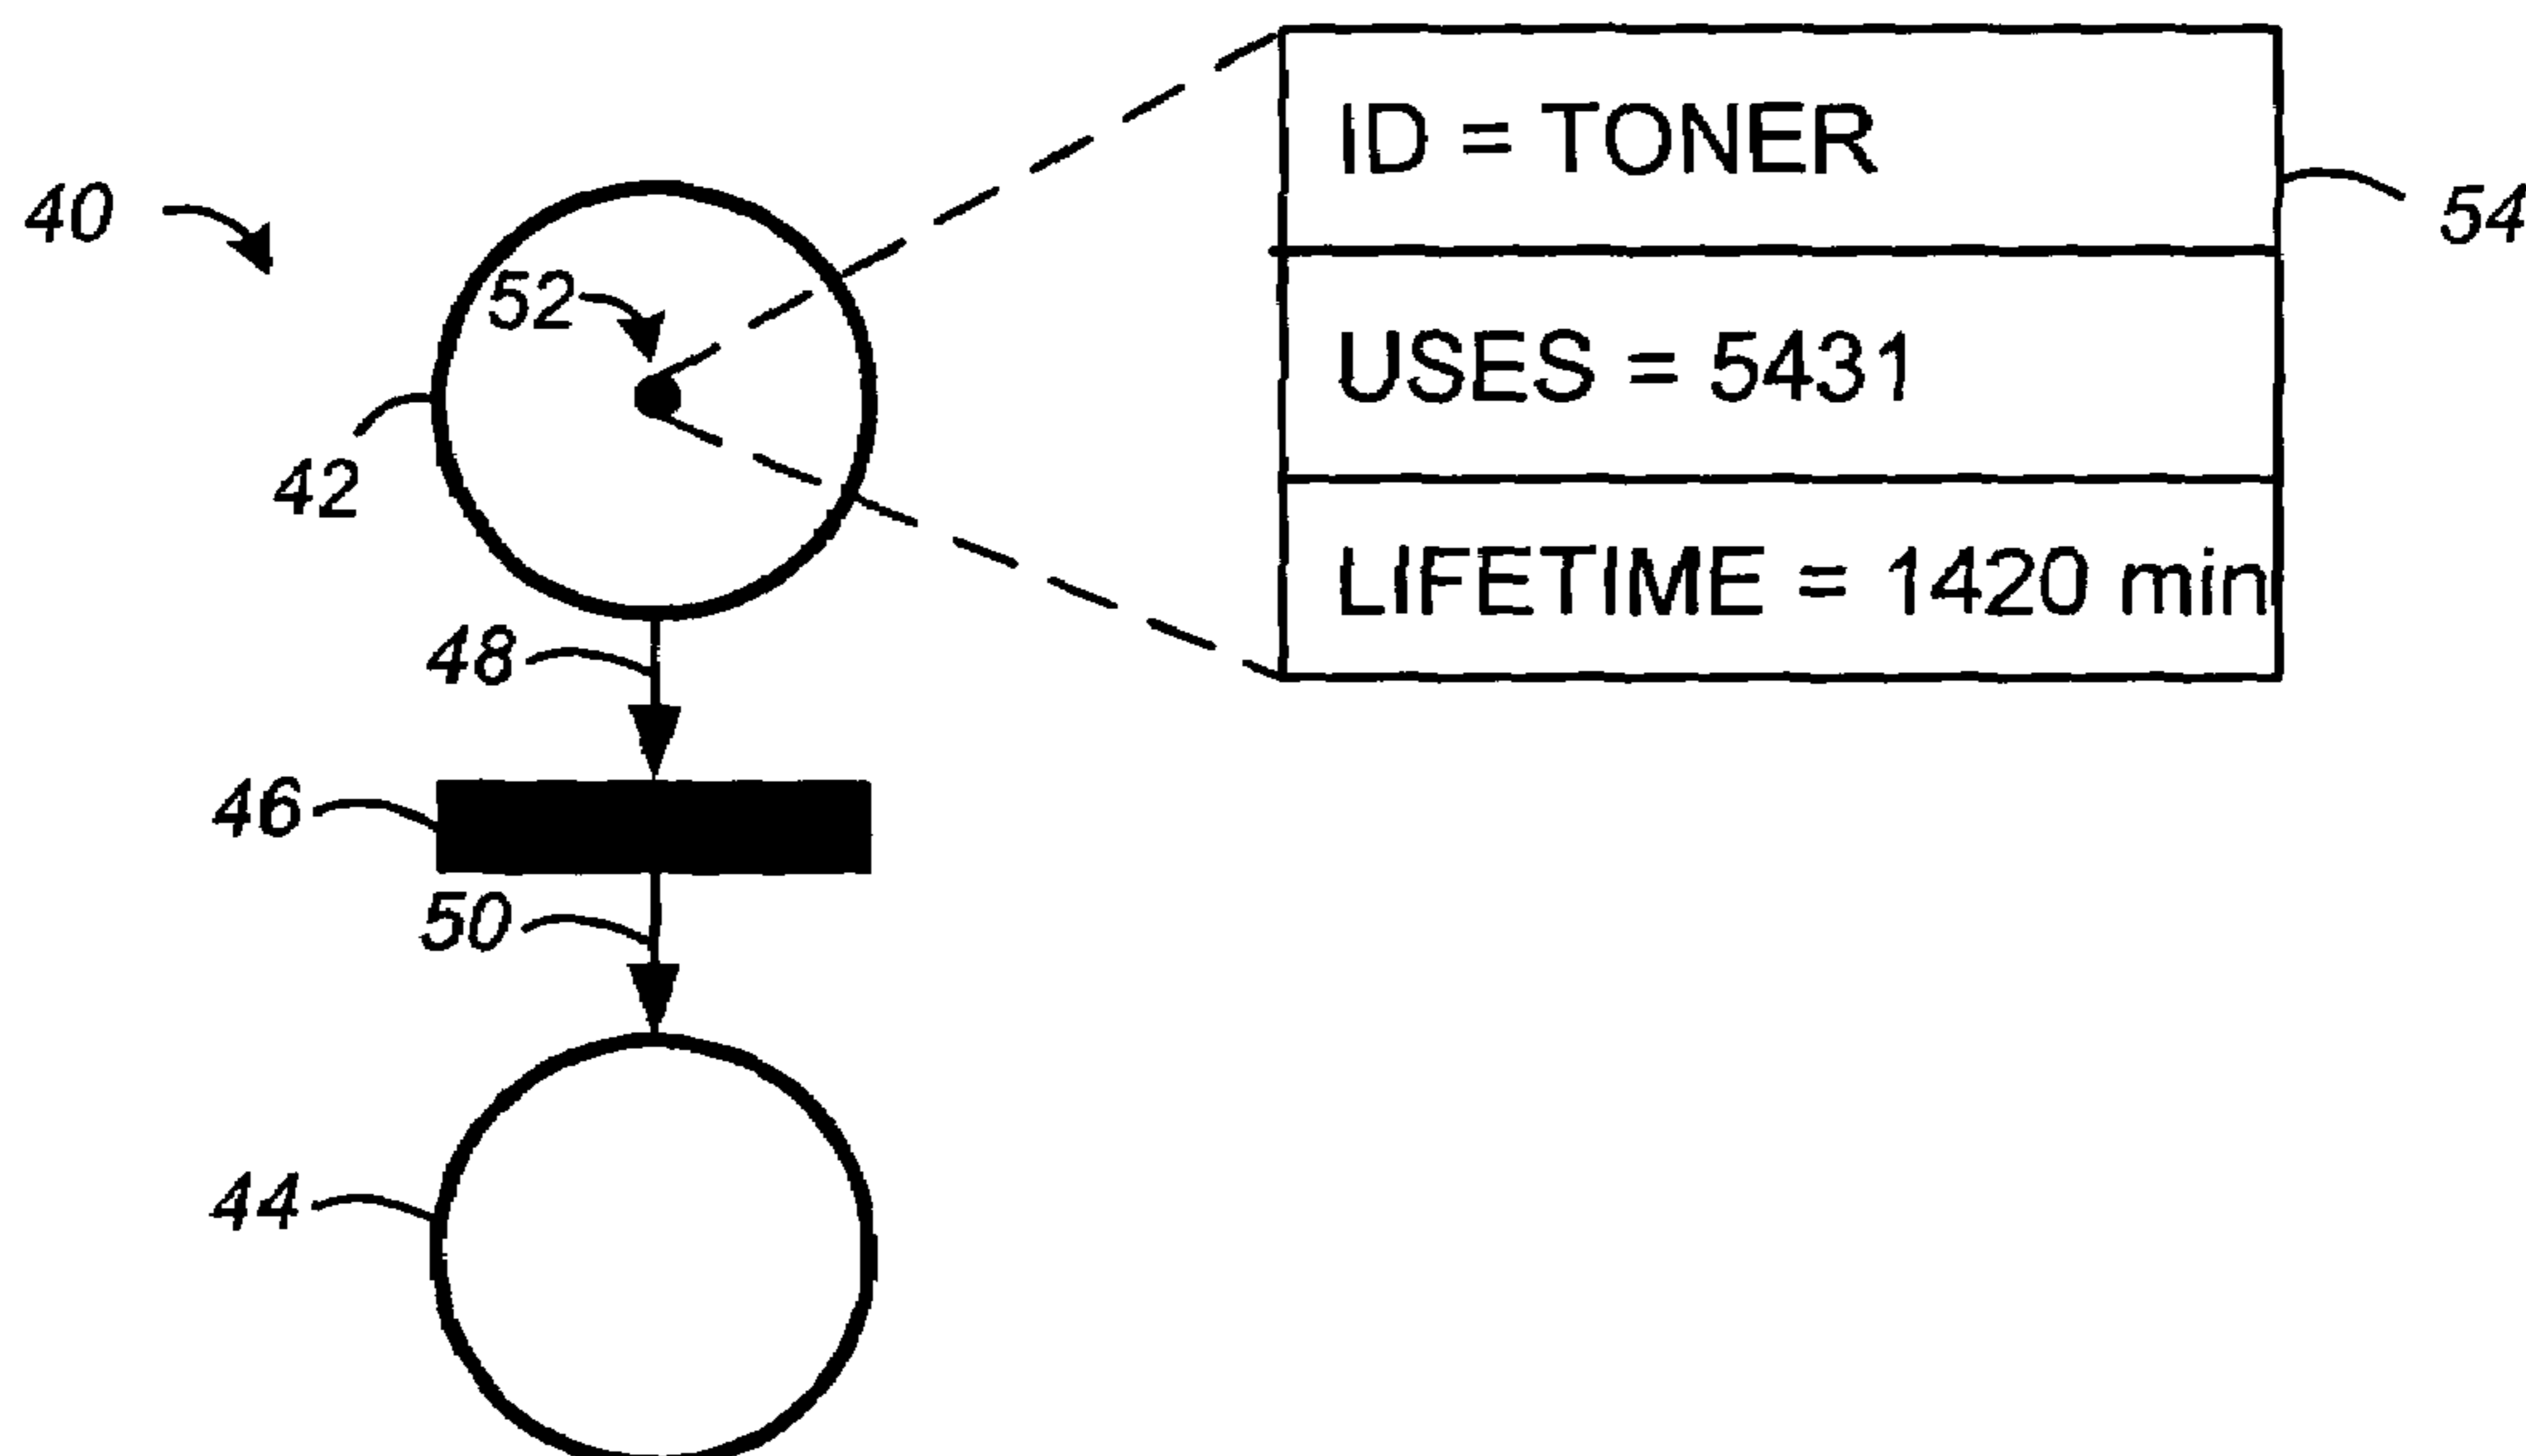 40
52
42
48
46
50
44
ID = TONER
USES = 5431
LIFETIME = 1420 min
54